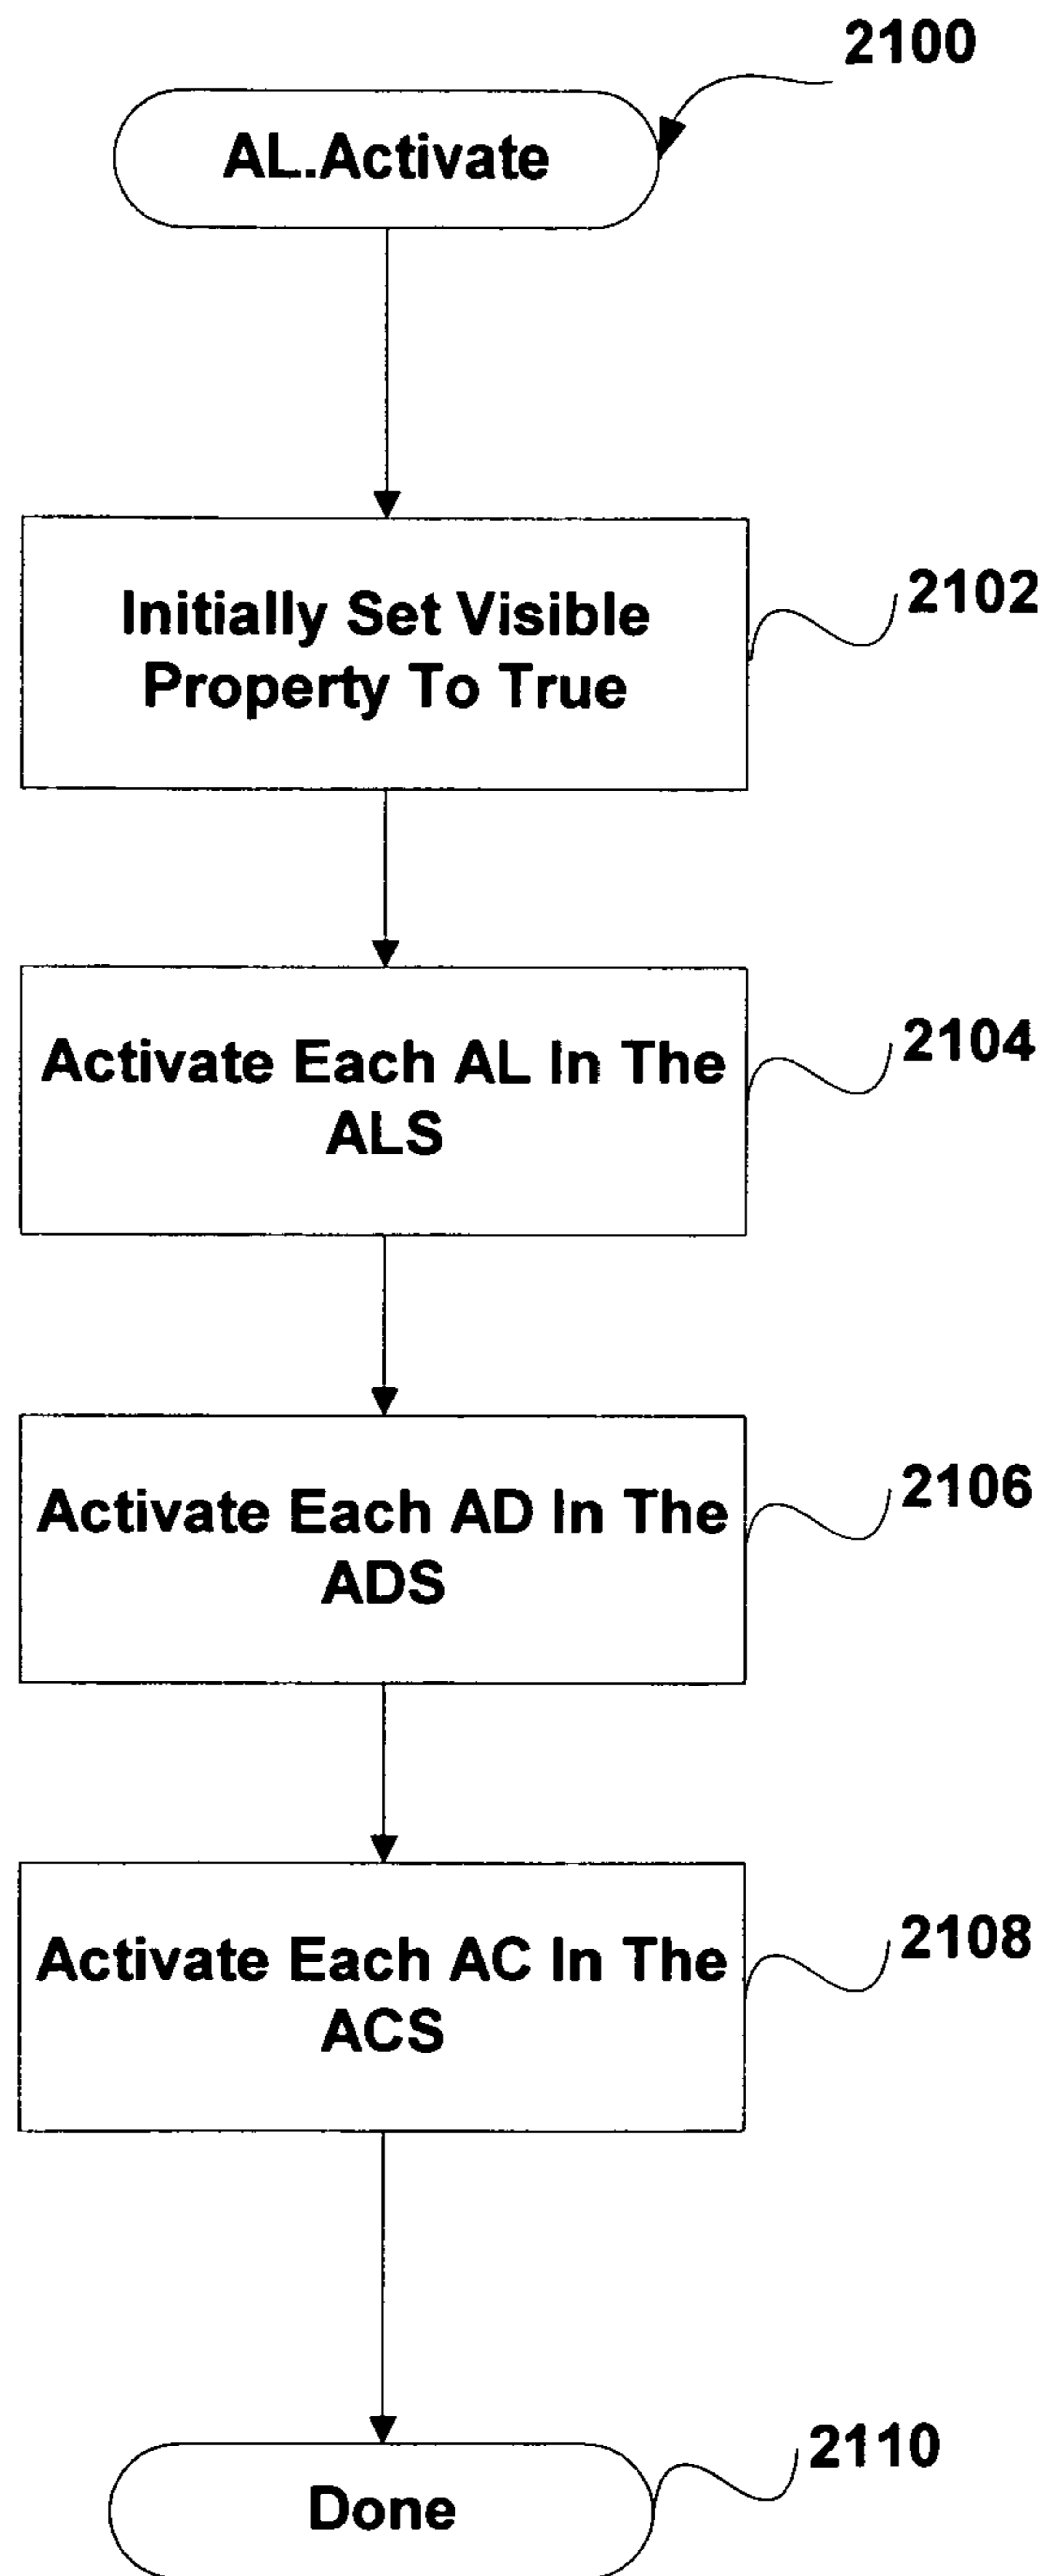 2100
AL.Activate
Initially Set Visible
Property To True
2102
Activate Each AL In The
ALS
2104
Activate Each AD In The
ADS
2106
Activate Each AC In The
ACS
2108
Done
2110